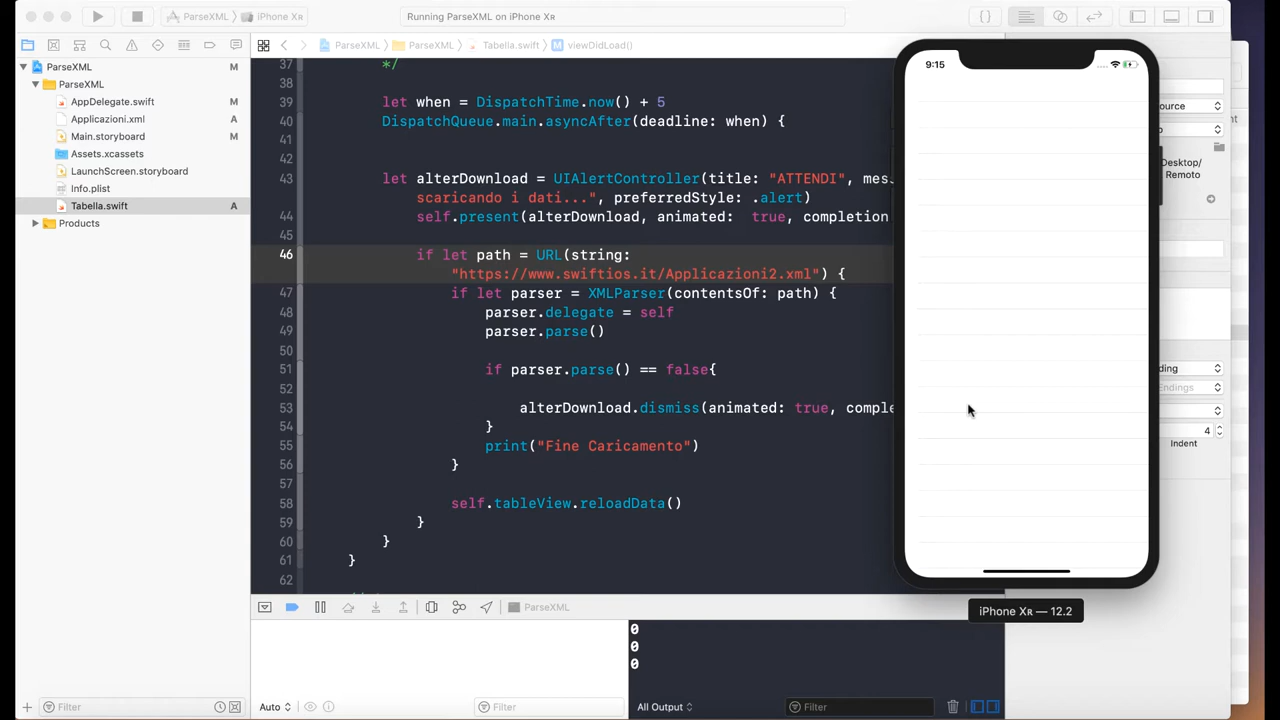 ParseXML
iPhone Xʀ
Running ParseXML on iPhone Xʀ
ParseXML
ParseXML
Tabella.swift
M
viewDidLoad()
ParseXML
M
ParseXML
AppDelegate.swift
M
Applicazioni.xml
Main.storyboard
M
Assets.xcassets
LaunchScreen.storyboard
Info.plist
Tabella.swift
A
Products
37 */
38
39 let when = DispatchTime.now() + 5
40 DispatchQueue.main.asyncAfter(deadline: when) {
41
42
43 let alterDownload = UIAlertController(title: "ATTENDI", mes
scaricando i dati...", preferredStyle: .alert)
44 self.present(alterDownload, animated: true, completion
45
46 if let path = URL(string:
"https://www.swiftios.it/Applicazioni2.xml") {
47 if let parser = XMLParser(contentsOf: path) {
48 parser.delegate = self
49 parser.parse()
50
51 if parser.parse() == false{
52
53 alterDownload.dismiss(animated: true, comple
54 }
55 print("Fine Caricamento")
56 }
57
58 self.tableView.reloadData()
59 }
60 }
61 }
62
9:15
ource
Desktop/
Remoto
ding
Endings
4
Indent
iPhone Xʀ — 12.2
ParseXML
0
0
0
Filter
Auto
Filter
All Output
Filter